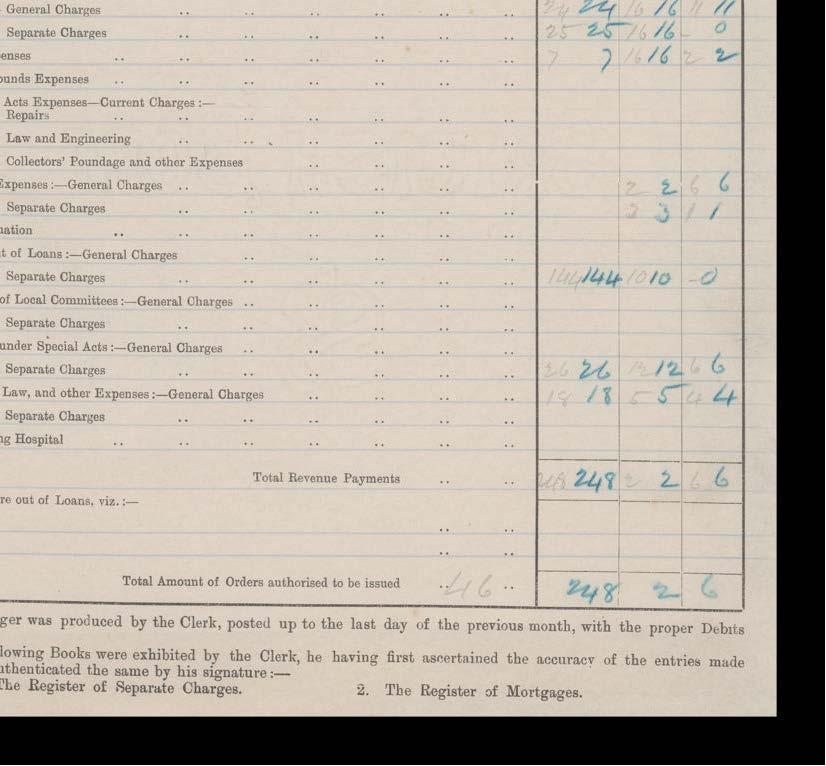 General Charges .. .. .. .. .. .. 24 24 16 16 11 11
Separate Charges .. .. .. .. .. .. 25 25 16 16 - 0
enses .. .. .. .. .. .. .. 7 7 16 16 2 2
ounds Expenses .. .. .. .. .. .. ..
Acts Expenses—Current Charges :—
Repairs .. .. .. .. .. .. ..
Law and Engineering .. .. .. .. .. ..
Collectors' Poundage and other Expenses .. .. .. ..
Expenses :—General Charges .. .. .. .. .. .. 2 2 6 6
Separate Charges .. .. .. .. .. .. 3 3 1 1
uation .. .. .. .. .. .. ..
t of Loans :—General Charges .. .. .. .. ..
Separate Charges .. .. .. .. .. .. 144 144 10 10 - 0
of Local Committees :—General Charges .. .. .. .. ..
Separate Charges .. .. .. .. .. ..
under Special Acts :—General Charges .. .. .. .. ..
Separate Charges .. .. .. .. .. .. 26 26 12 12 6 6
Law, and other Expenses :—General Charges .. .. .. .. 18 18 5 5 4 4
Separate Charges .. .. .. .. .. ..
ng Hospital .. .. .. .. .. .. ..
Total Revenue Payments .. .. 248 248 2 2 6 6
re out of Loans, viz. :—
.. ..
.. ..
Total Amount of Orders authorised to be issued .. 46 .. 248 2 6
ger was produced by the Clerk, posted up to the last day of the previous month, with the proper Debits
lowing Books were exhibited by the Clerk, he having first ascertained the accuracy of the entries made
uthenticated the same by his signature :—
The Register of Separate Charges. 2. The Register of Mortgages.